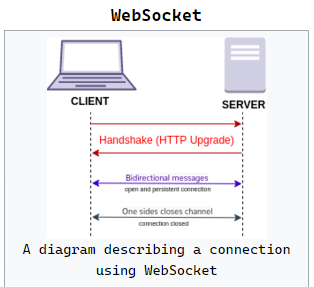 WebSocket
CLIENT
SERVER
Handshake (HTTP Upgrade)
Bidirectional messages
open and persistent connection
One sides closes channel
connection closed
A diagram describing a connection
using WebSocket